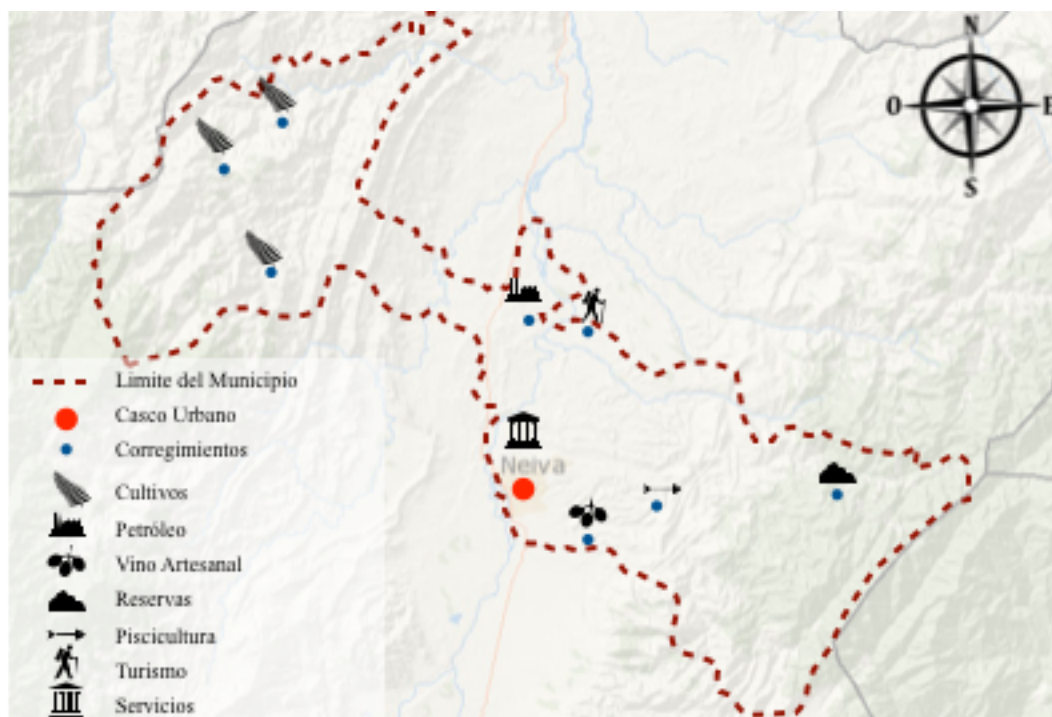 N
O
E
S
Neiva
Limite del Municipio
Casco Urbano
Corregimientos
Cultivos
Petróleo
Vino Artesanal
Reservas
Piscicultura
Turismo
Servicios